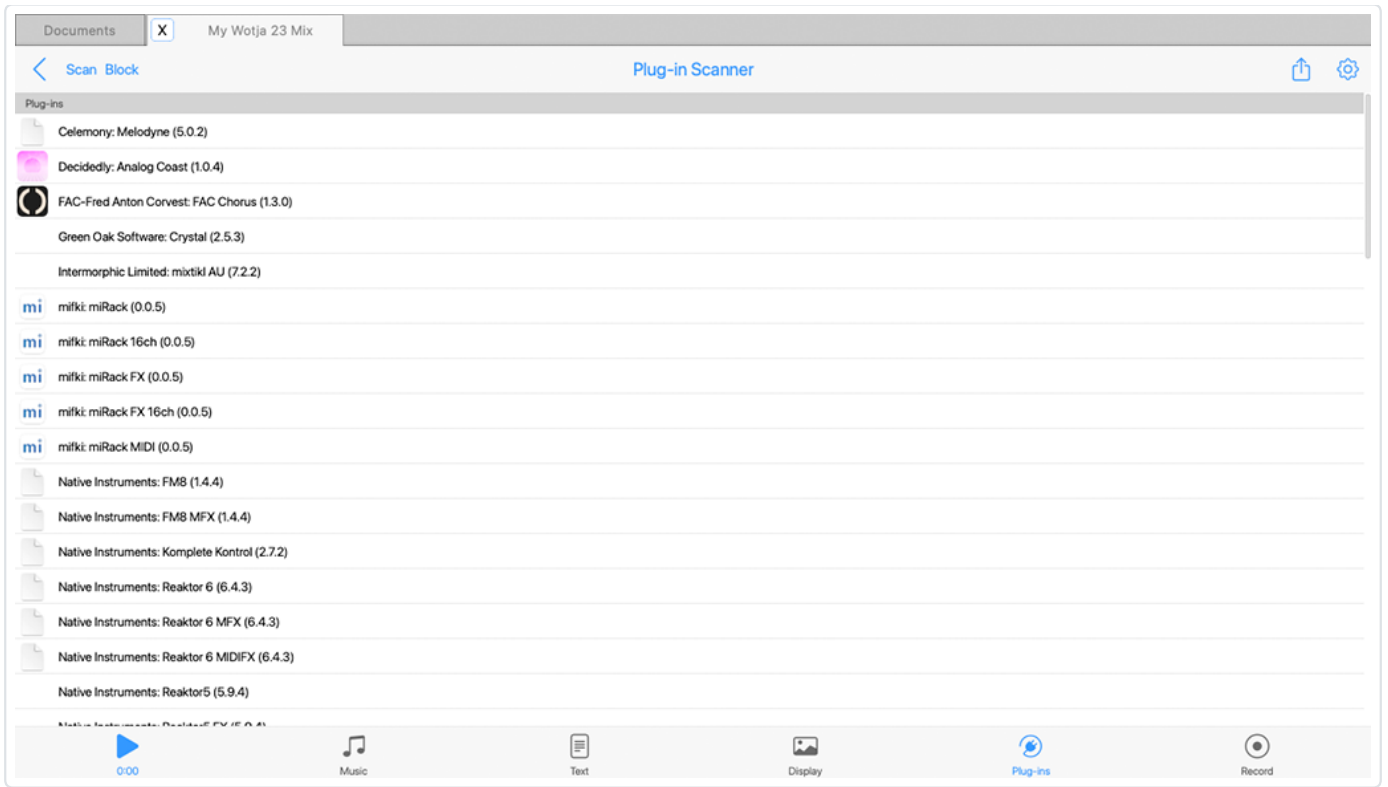 Documents
X
My Wotja 23 Mix
Scan Block
Plug-in Scanner
Plug-ins
Celemony: Melodyne (5.0.2)
Decidedly: Analog Coast (1.0.4)
FAC-Fred Anton Corvest: FAC Chorus (1.3.0)
Green Oak Software: Crystal (2.5.3)
Intermorphic Limited: mixtikl AU (7.2.2)
mi mifki: miRack (0.0.5)
mi mifki: miRack 16ch (0.0.5)
mi mifki: miRack FX (0.0.5)
mi mifki: miRack FX 16ch (0.0.5)
mi mifki: miRack MIDI (0.0.5)
Native Instruments: FM8 (1.4.4)
Native Instruments: FM8 MFX (1.4.4)
Native Instruments: Komplete Kontrol (2.7.2)
Native Instruments: Reaktor 6 (6.4.3)
Native Instruments: Reaktor 6 MFX (6.4.3)
Native Instruments: Reaktor 6 MIDIFX (6.4.3)
Native Instruments: Reaktor5 (5.9.4)
Native Instruments: Reaktor5 FX (5.9.4)
0:00
Music
Text
Display
Plug-ins
Record